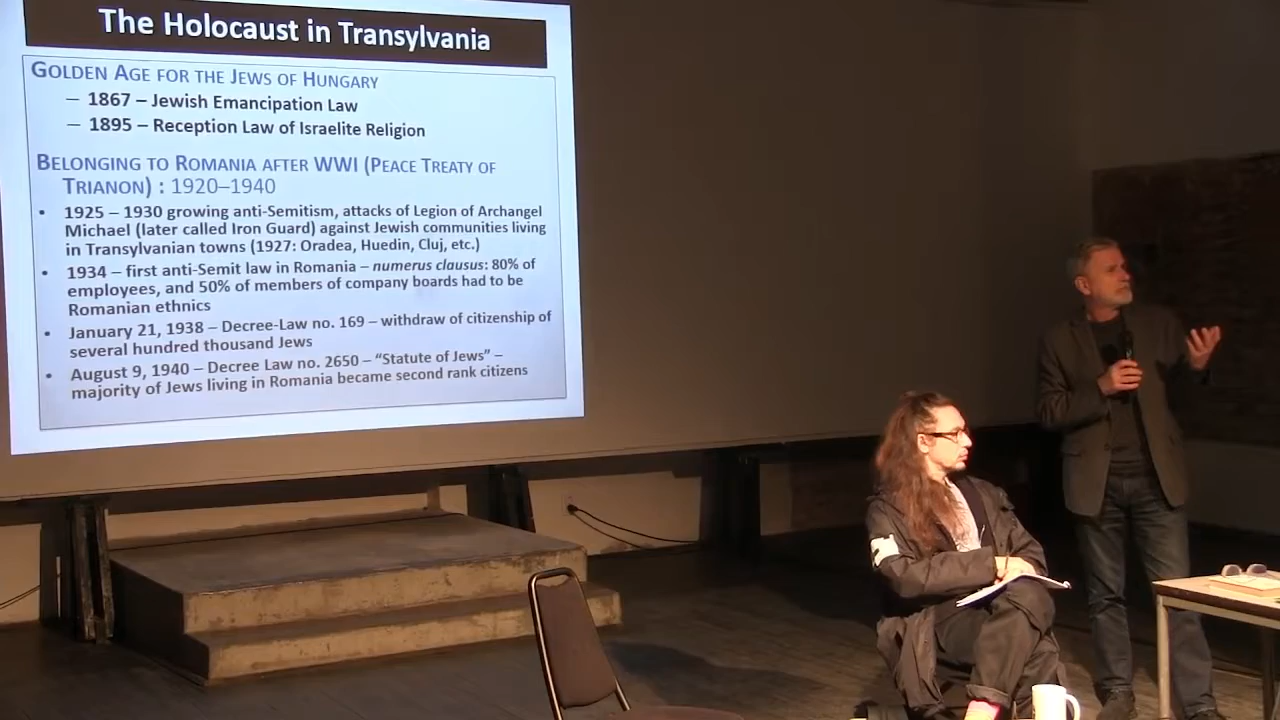 The Holocaust in Transylvania
GOLDEN AGE FOR THE JEWS OF HUNGARY
– 1867 – Jewish Emancipation Law
– 1895 – Reception Law of Israelite Religion
BELONGING TO ROMANIA AFTER WWI (PEACE TREATY OF
TRIANON) : 1920–1940
• 1925 – 1930 growing anti-Semitism, attacks of Legion of Archangel
Michael (later called Iron Guard) against Jewish communities living
in Transylvanian towns (1927: Oradea, Huedin, Cluj, etc.)
• 1934 – first anti-Semit law in Romania – numerus clausus: 80% of
employees, and 50% of members of company boards had to be
Romanian ethnics
• January 21, 1938 – Decree-Law no. 169 – withdraw of citizenship of
several hundred thousand Jews
• August 9, 1940 – Decree Law no. 2650 – “Statute of Jews” –
majority of Jews living in Romania became second rank citizens